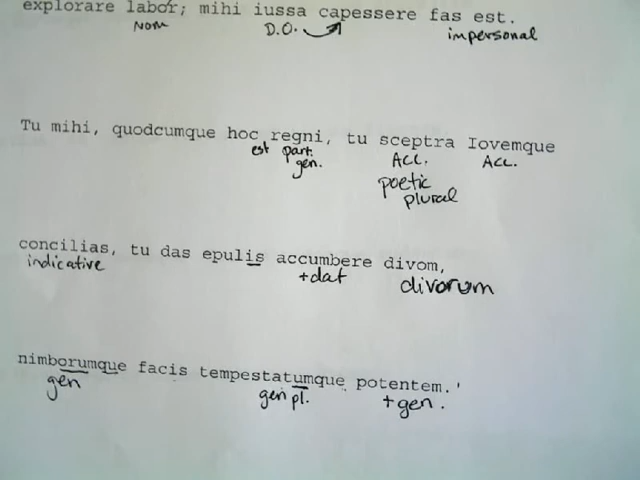 explorare labor; mihi iussa capessere fas est.
Nom D.O. impersonal
Tu mihi, quodcumque hoc regni, tu sceptra Iovemque
est part. gen. Acc. poetic plural Acc.
concilias, tu das epulis accumbere divom,
indicative +dat divorum
nimborumque facis tempestatumque potentem.'
gen gen pl. +gen.